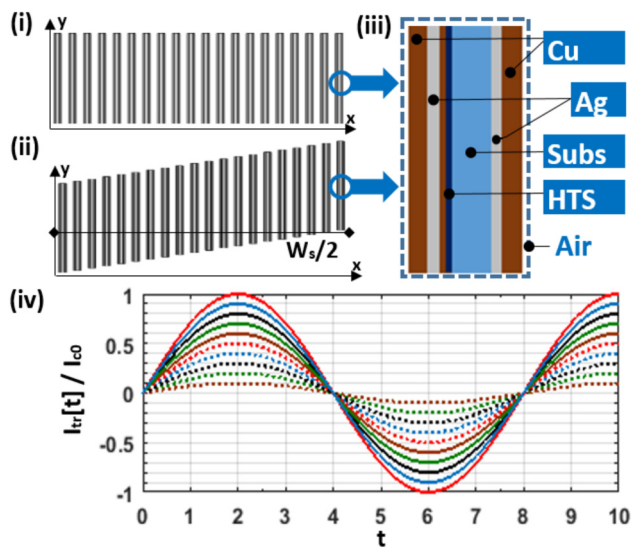 (i)
y
x
(ii)
y
Wₛ/2
x
(iii)
Cu
Ag
Subs
HTS
Air
(iv)
Iₜᵣ[t] / I_c0
1
0.5
0
-0.5
-1
0 1 2 3 4 5 6 7 8 9 10
t